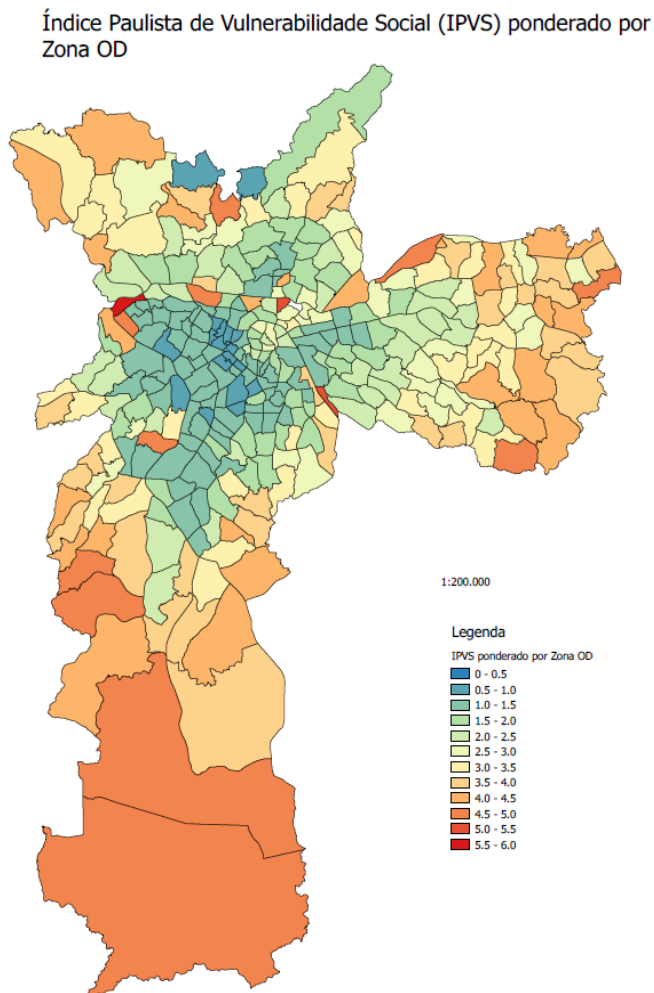 Índice Paulista de Vulnerabilidade Social (IPVS) ponderado por
Zona OD
1:200.000
Legenda
IPVS ponderado por Zona OD
0 - 0.5
0.5 - 1.0
1.0 - 1.5
1.5 - 2.0
2.0 - 2.5
2.5 - 3.0
3.0 - 3.5
3.5 - 4.0
4.0 - 4.5
4.5 - 5.0
5.0 - 5.5
5.5 - 6.0